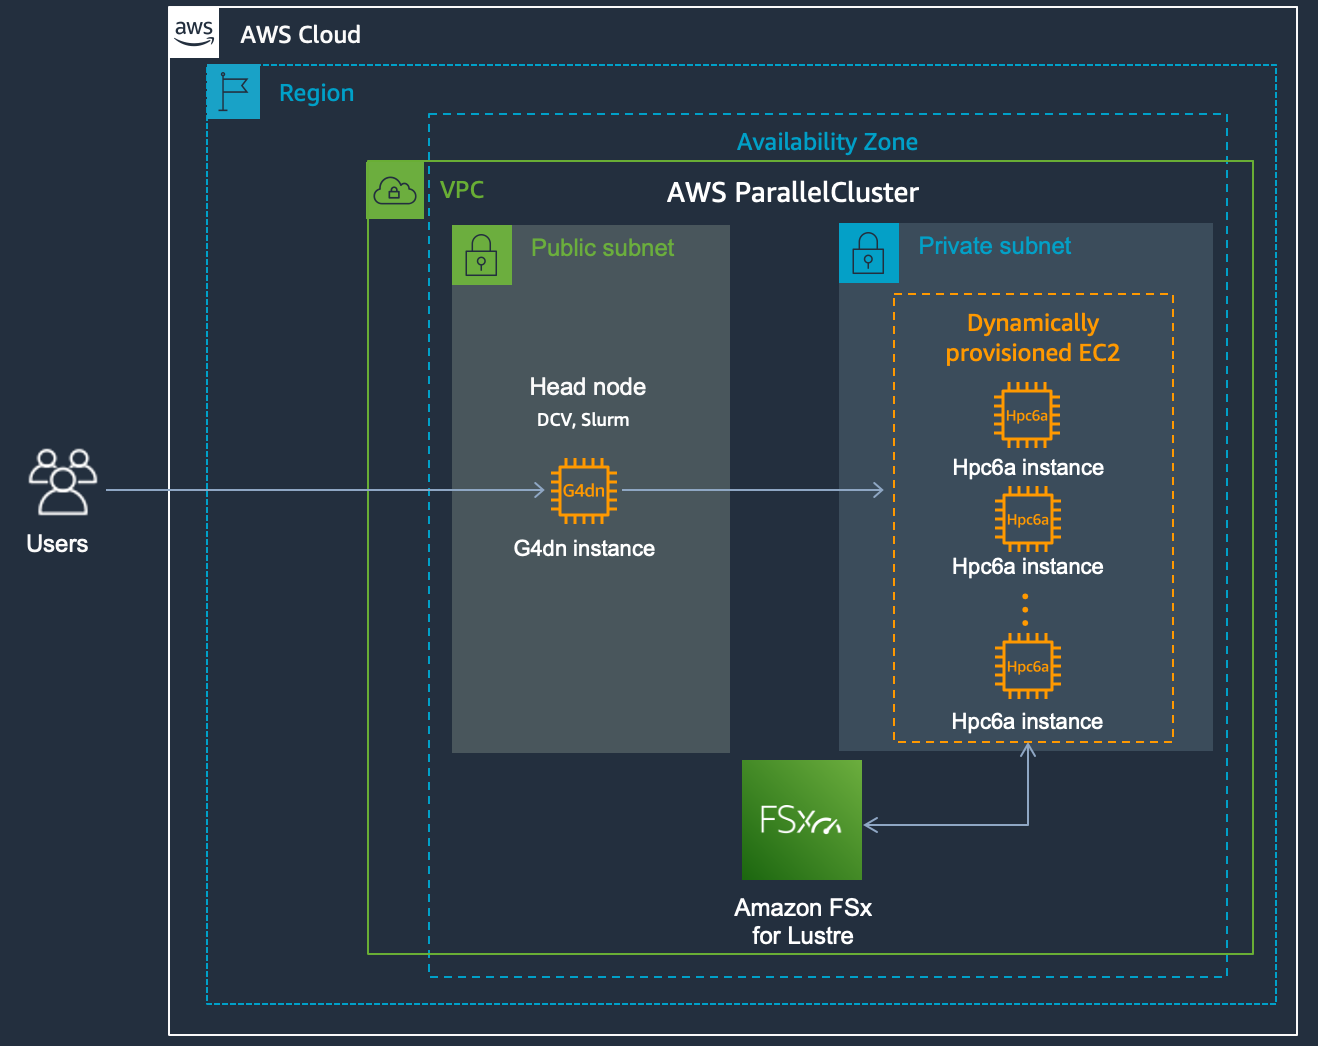 aws
AWS Cloud
Region
Availability Zone
VPC
AWS ParallelCluster
Public subnet
Private subnet
Dynamically
provisioned EC2
Head node
DCV, Slurm
Hpc6a
Hpc6a instance
G4dn
G4dn instance
Hpc6a
Hpc6a instance
Users
Hpc6a
Hpc6a instance
FSx
Amazon FSx
for Lustre